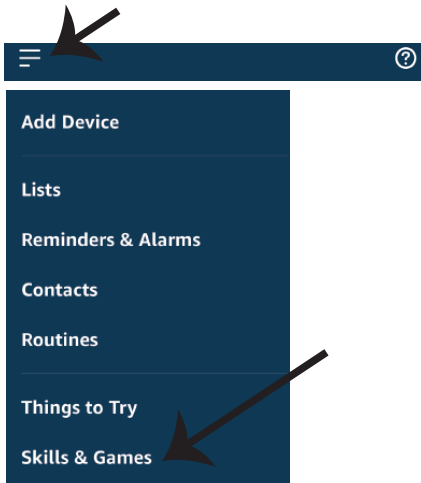 ?
Add Device
Lists
Reminders & Alarms
Contacts
Routines
Things to Try
Skills & Games